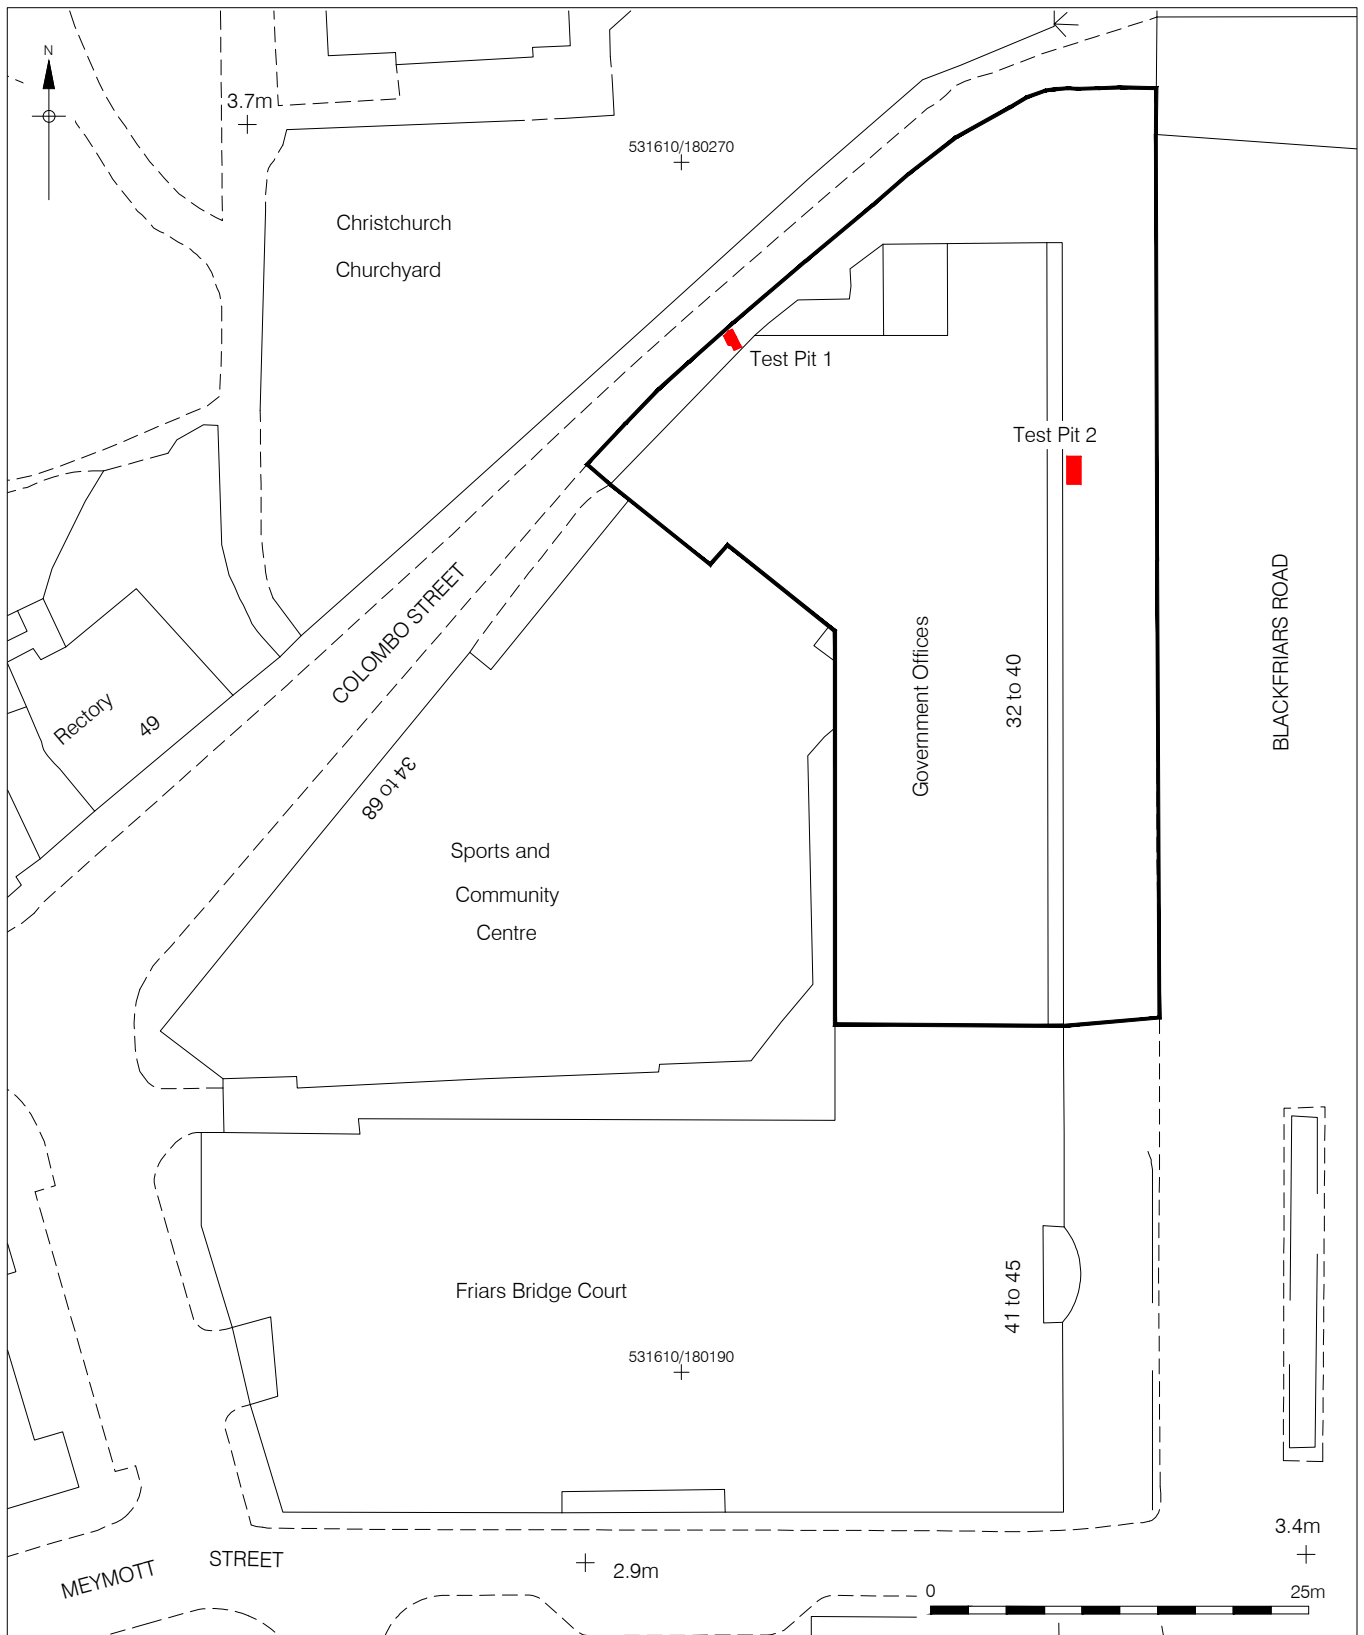 N
3.7m
531610/180270
Christchurch
Churchyard
Test Pit 1
Test Pit 2
COLOMBO STREET
BLACKFRIARS ROAD
Government Offices
32 to 40
Rectory
49
34 to 68
Sports and
Community
Centre
Friars Bridge Court
41 to 45
531610/180190
3.4m
MEYMOTT STREET
2.9m
0 25m